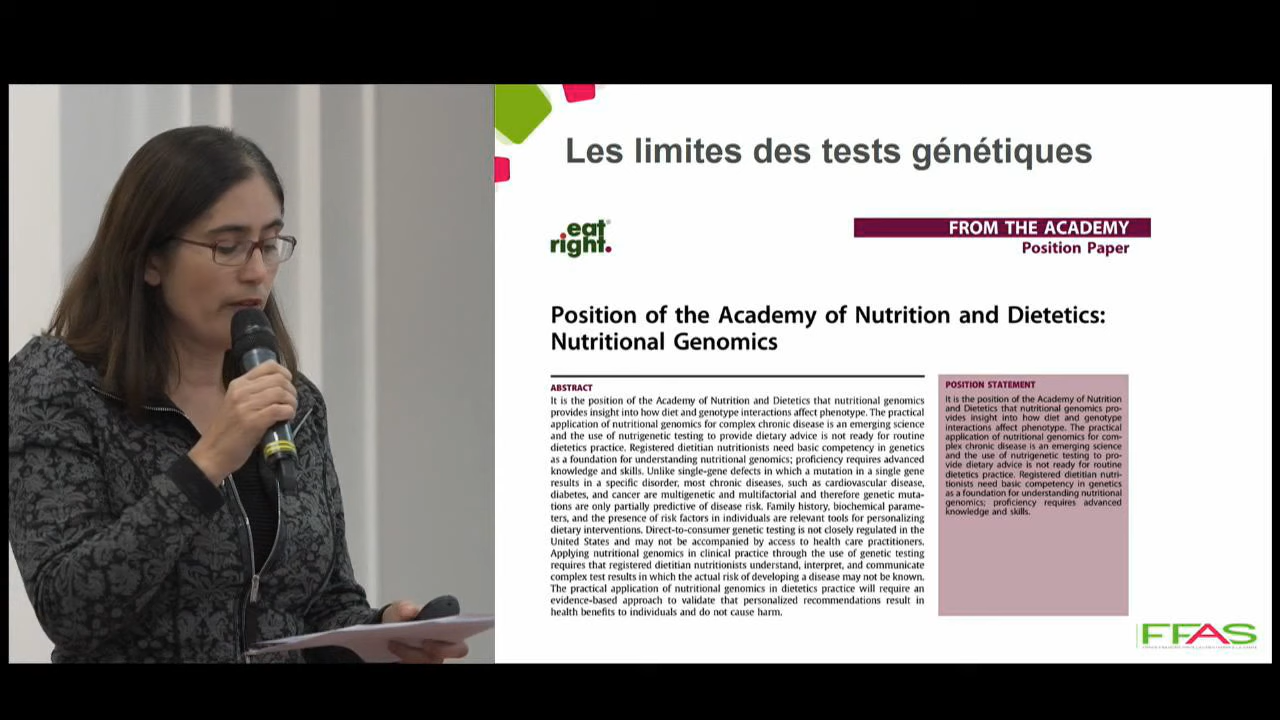 Les limites des tests génétiques
eat
right.
FROM THE ACADEMY
Position Paper
Position of the Academy of Nutrition and Dietetics:
Nutritional Genomics
ABSTRACT
It is the position of the Academy of Nutrition and Dietetics that nutritional genomics
provides insight into how diet and genotype interactions affect phenotype. The practical
application of nutritional genomics for complex chronic disease is an emerging science
and the use of nutrigenetic testing to provide dietary advice is not ready for routine
dietetics practice. Registered dietitian nutritionists need basic competency in genetics
as a foundation for understanding nutritional genomics; proficiency requires advanced
knowledge and skills. Unlike single-gene defects in which a mutation in a single gene
results in a specific disorder, most chronic diseases, such as cardiovascular disease,
diabetes, and cancer are multigenetic and multifactorial and therefore genetic muta-
tions are only partially predictive of disease risk. Family history, biochemical parame-
ters, and the presence of risk factors in individuals are relevant tools for personalizing
dietary interventions. Direct-to-consumer genetic testing is not closely regulated in the
United States and may not be accompanied by access to health care practitioners.
Applying nutritional genomics in clinical practice through the use of genetic testing
requires that registered dietitian nutritionists understand, interpret, and communicate
complex test results in which the actual risk of developing a disease may not be known.
The practical application of nutritional genomics in dietetics practice will require an
evidence-based approach to validate that personalized recommendations result in
health benefits to individuals and do not cause harm.
POSITION STATEMENT
It is the position of the Academy of Nutrition
and Dietetics that nutritional genomics pro-
vides insight into how diet and genotype
interactions affect phenotype. The practical
application of nutritional genomics for com-
plex chronic disease is an emerging science
and the use of nutrigenetic testing to pro-
vide dietary advice is not ready for routine
dietetics practice. Registered dietitian nutri-
tionists need basic competency in genetics
as a foundation for understanding nutritional
genomics; proficiency requires advanced
knowledge and skills.
FFAS